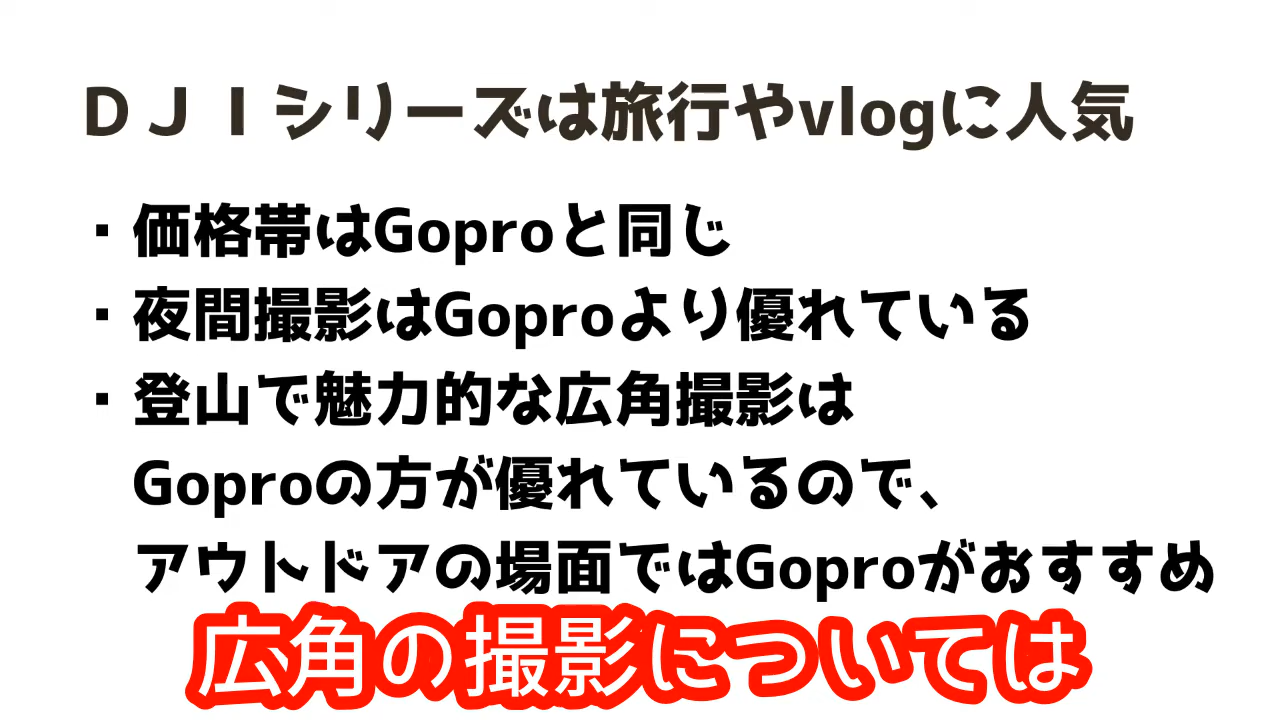 ＤＪＩシリーズは旅行やvlogに人気
・価格帯はGoproと同じ
・夜間撮影はGoproより優れている
・登山で魅力的な広角撮影は
Goproの方が優れているので、
アウトドアの場面ではGoproがおすすめ
広角の撮影については